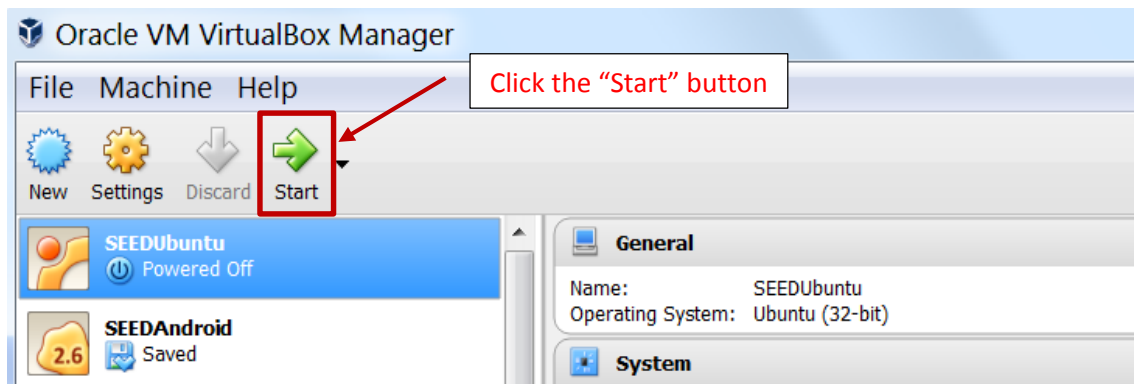 Oracle VM VirtualBox Manager
File Machine Help
Click the “Start” button
New Settings Discard Start
SEEDUbuntu
Powered Off
SEEDAndroid
2.6
Saved
General
Name: SEEDUbuntu
Operating System: Ubuntu (32-bit)
System